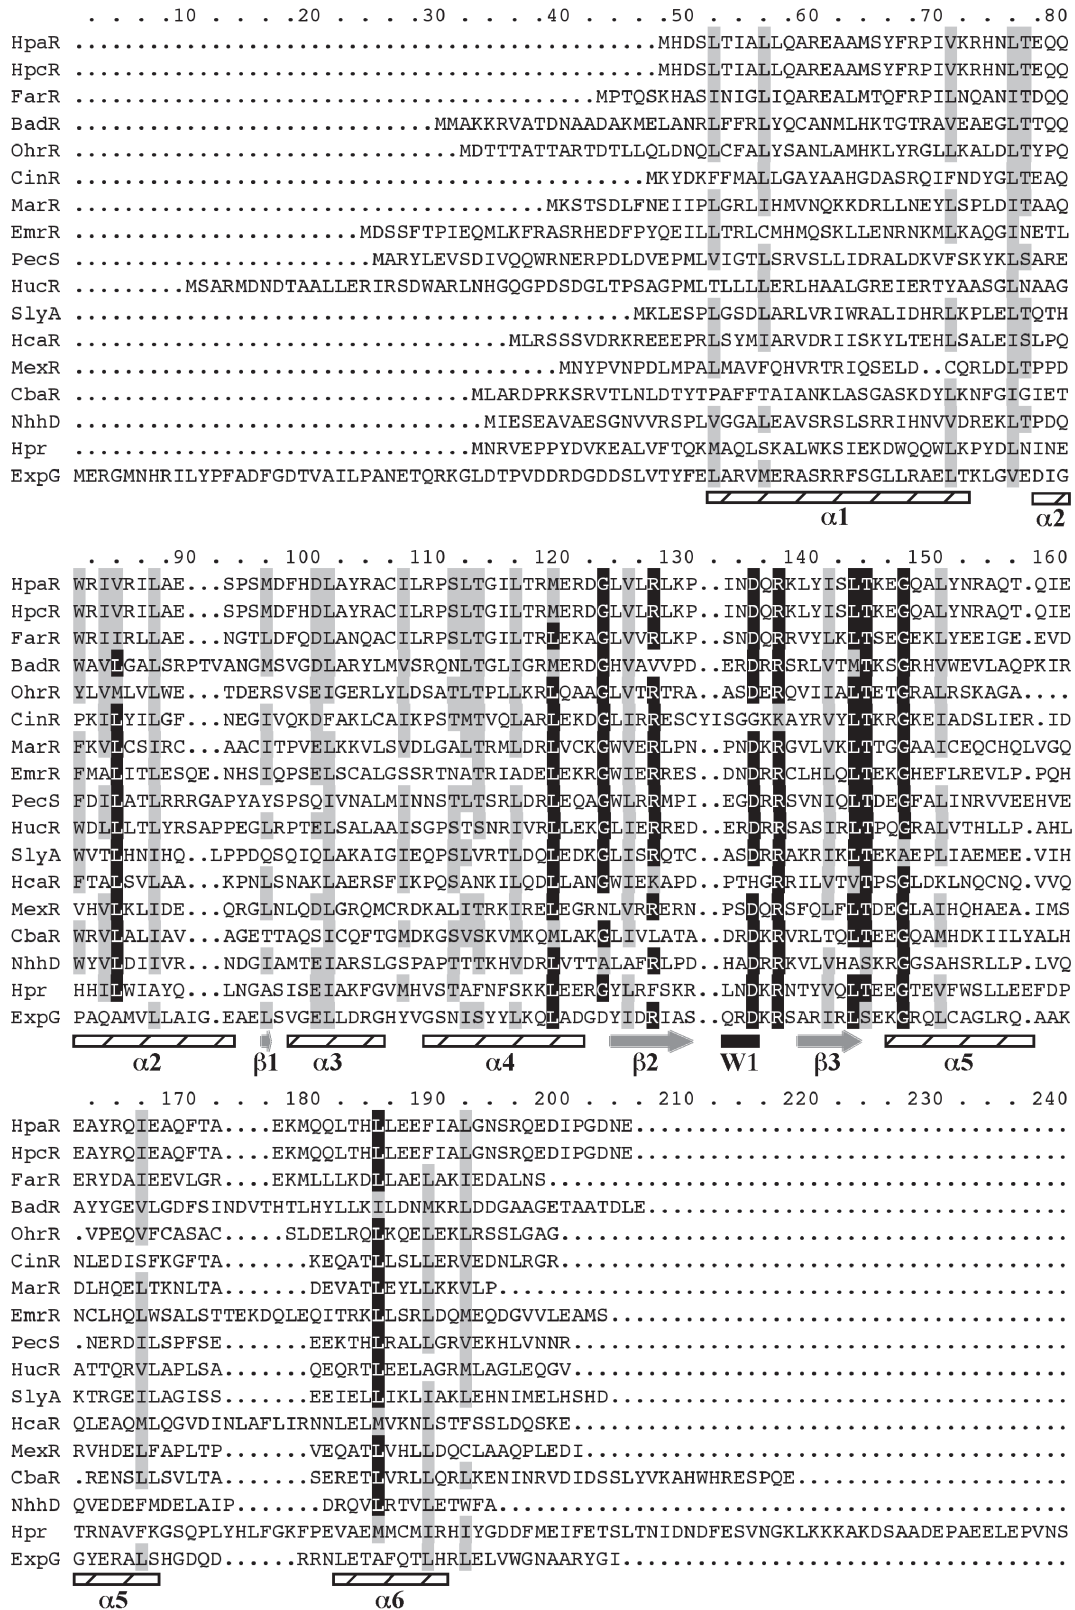 . .10 . .20 . .30 . .40 . .50 . .60 . .70 . .80
HpaR ...............................................MHDSLTIALLQAREAAMSYFRPIVKRHNLTEQQ
HpcR ...............................................MHDSLTIALLQAREAAMSYFRPIVKRHNLTEQQ
FarR ..........................................MPTQSKHASINIGLIQAREALMTQFRPILNQANITDQQ
BadR .............................MMAKKRVATDNAADAKMELANRLFFRLYQCANMLHKTGTRAVEAEGLTTQQ
OhrR ...............................MDTTTATTARTDTLLQLDNQLCFALYSANLAMHKLYRGLLKALDLTYPQ
CinR ..............................................MKYDKFFMALLGAYAAHGDASRQIFNDYGLTEAQ
MarR ......................................MKSTSDLFNEIIPLGRLIHMVNQKKDRLLNEYLSPLDITAAQ
EmrR .......................MDSSFTPIEQMLKFRASRHEDFPYQEILLTRLCMHMQSKLLENRNKMLKAQGINETL
PecS ........................MARYLEVSDIVQQWRNERPDLDVEPMLVIGTLSRVSLLIDRALDKVFSKYKLSARE
HucR .........MSARMDNDTAALLERIRSDWARLNHGQGPDSDGLTPSAGPMLTLLLLERLHAALGREIERTYAASGLNAAG
SlyA .............................................MKLESPLGSDLARLVRIWRALIDHRLKPLELTQTH
HcaR ...................................MLRSSSVDRKREEEPRLSYMIARVDRIISKYLTEHLSALEISLPQ
MexR .......................................MNYPVNPDLMPALMAVFQHVRTRIQSELD..CQRLDLTPPD
CbaR ................................MLARDPRKSRVTLNLDTYTPAFFTAIANKLASGASKDYLKNFGIGIET
NhhD .................................MIESEAVAESGNVVRSPLVGGALEAVSRSLSRRIHNVVDREKLTPDQ
Hpr ................................MNRVEPPYDVKEALVFTQKMAQLSKALWKSIEKDWQQWLKPYDLNINE
ExpG MERGMNHRILYPFADFGDTVAILPANETQRKGLDTPVDDRDGDDSLVTYFELARVMERASRRFSGLLRAELTKLGVEDIG
α1 α2
. .90 . 100 . 110 . 120 . 130 . 140 . 150 . 160
HpaR WRIVRILAE...SPSMDFHDLAYRACILRPSLTGILTRMERDGLVLRLKP..INDQRKLYISLTKEGQALYNRAQT.QIE
HpcR WRIVRILAE...SPSMDFHDLAYRACILRPSLTGILTRMERDGLVLRLKP..INDQRKLYISLTKEGQALYNRAQT.QIE
FarR WRIIRLLAE...NGTLDFQDLANQACILRPSLTGILTRLEKAGLVVRLKP..SNDQRRVYLKLTSEGEKLYEEIGE.EVD
BadR WAVLGALSRPTVANGMSVGDLARYLMVSRQNLTGLIGRMERDGHVAVVPD..ERDRRSRLVTMTKSGRHVWEVLAQPKIR
OhrR YLVMLVLWE...TDERSVSEIGERLYLDSATLTPLLKRLQAAGLVTRTRA..ASDERQVIIALTETGRALRSKAGA....
CinR PKILYILGF...NEGIVQKDFAKLCAIKPSTMTVQLARLEKDGLIRRESCYISGGKKAYRVYLTKRGKEIADSLIER.ID
MarR FKVLCSIRC...AACITPVELKKVLSVDLGALTRMLDRLVCKGWVERLPN..PNDKRGVLVKLTTGGAAICEQCHQLVGQ
EmrR FMALITLESQE.NHSIQPSELSCALGSSRTNATRIADELEKRGWIERRES..DNDRRCLHLQLTEKGHEFLREVLP.PQH
PecS FDILATLRRRGAPYAYSPSQIVNALMINNSTLTSRLDRLEQAGWLRRMPI..EGDRRSVNIQLTDEGFALINRVVEEHVE
HucR WDLLLTLYRSAPPEGLRPTELSALAAISGPSTSNRIVRLLEKGLIERRED..ERDRRSASIRLTPQGRALVTHLLP.AHL
SlyA WVTLHNIHQ..LPPDQSQIQLAKAIGIEQPSLVRTLDQLEDKGLISRQTC..ASDRRAKRIKLTEKAEPLIAEMEE.VIH
HcaR FTALSVLAA...KPNLSNAKLAERSFIKPQSANKILQDLLANGWIEKAPD..PTHGRRILVTVTPSGLDKLNQCNQ.VVQ
MexR VHVLKLIDE...QRGLNLQDLGRQMCRDKALITRKIRELEGRNLVRRERN..PSDQRSFQLFLTDEGLAIHQHAEA.IMS
CbaR WRVLALIAV...AGETTAQSICQFTGMDKGSVSKVMKQMLAKGLIVLATA..DRDKRVRLTQLTEEGQAMHDKIILYALH
NhhD WYVLDIIVR...NDGIAMTEIARSLGSPAPTTTKHVDRLVTTALAFRLPD..HADRRKVLVHASKRGGSAHSRLLP.LVQ
Hpr HHILWIAYQ...LNGASISEIAKFGVMHVSTAFNFSKKLEERGYLRFSKR..LNDKRNTYVQLTEEGTEVFWSLLEEFDP
ExpG PAQAMVLLAIG.EAELSVGELLDRGHYVGSNISYYLKQLADGDYIDRIAS..QRDKRSARIRLSEKGRQLCAGLRQ.AAK
α2 β1 α3 α4 β2 W1 β3 α5
. 170 . 180 . 190 . 200 . 210 . 220 . 230 . 240
HpaR EAYRQIEAQFTA....EKMQQLTHLLEEFIALGNSRQEDIPGDNE...................................
HpcR EAYRQIEAQFTA....EKMQQLTHLLEEFIALGNSRQEDIPGDNE...................................
FarR ERYDAIEEVLGR....EKMLLLKDLLAELAKIEDALNS..........................................
BadR AYYGEVLGDFSINDVTHTLHYLLKILDNMKRLDDGAAGETAATDLE..................................
OhrR .VPEQVFCASAC.....SLDELRQLKQELEKLRSSLGAG.........................................
CinR NLEDISFKGFTA.......KEQATLLSLLERVEDNLRGR.........................................
MarR DLHQELTKNLTA.......DEVATLEYLLKKVLP..............................................
EmrR NCLHQLWSALSTTEKDQLEQITRKLLSRLDQMEQDGVVLEAMS.....................................
PecS .NERDILSPFSE.......EEKTHLRALLGRVEKHLVNNR........................................
HucR ATTQRVLAPLSA.......QEQRTLEELAGRMLAGLEQGV........................................
SlyA KTRGEILAGISS.......EEIELLIKLIAKLEHNIMELHSHD.....................................
HcaR QLEAQMLQGVDINLAFLIRNNLELMVKNLSTFSSLDQSKE........................................
MexR RVHDELFAPLTP.......VEQATLVHLLDQCLAAQPLEDI.......................................
CbaR .RENSLLSVLTA.......SERETLVRLLQRLKENINRVDIDSSLYVKAHWHRESPQE......................
NhhD QVEDEFMDELAIP.......DRQVLRTVLETWFA..............................................
Hpr TRNAVFKGSQPLYHLFGKFPEVAEMMCMIRHIYGDDFMEIFETSLTNIDNDFESVNGKLKKKAKDSAADEPAEELEPVNS
ExpG GYERALSHGDQD......RRNLETAFQTLHRLELVWGNAARYGI....................................
α5 α6